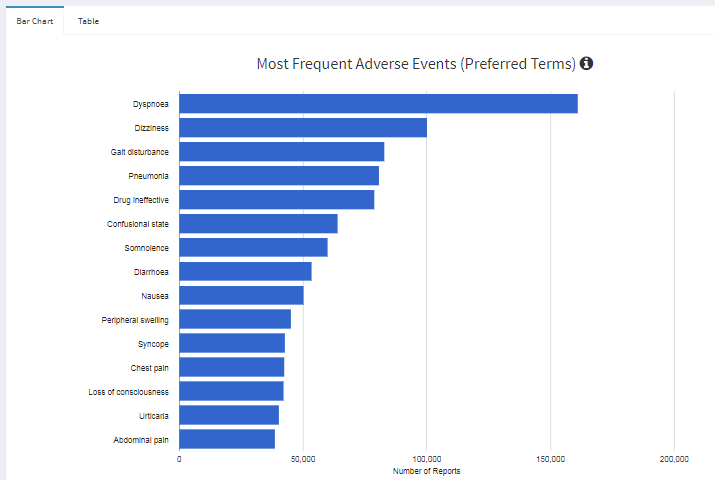 Bar Chart Table
Most Frequent Adverse Events (Preferred Terms)
Dyspnoea
Dizziness
Gait disturbance
Pneumonia
Drug ineffective
Confusional state
Somnolence
Diarrhoea
Nausea
Peripheral swelling
Syncope
Chest pain
Loss of consciousness
Urticaria
Abdominal pain
0 50,000 100,000 150,000 200,000
Number of Reports